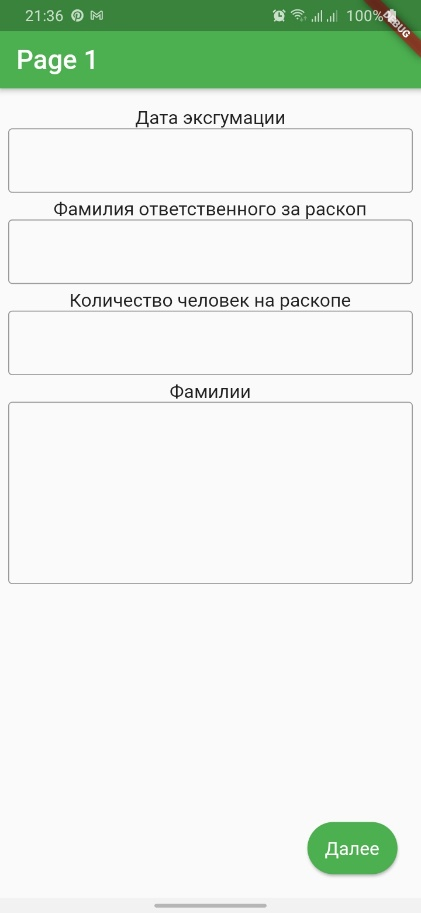 21:36 100%
DEBUG
Page 1
Дата эксгумации
Фамилия ответственного за раскоп
Количество человек на раскопе
Фамилии
Далее